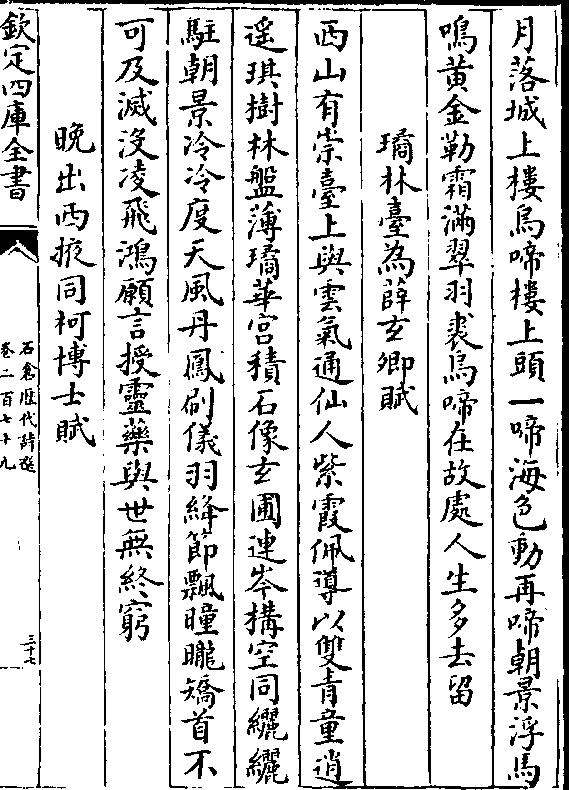 月落城上樓烏啼樓上頭一啼海色動再啼朝景浮馬
鳴黄金勒霜滿翠羽裘烏啼在故處人生多去留
璚林臺為薛玄卿賦
西山有崇臺上與雲氣通仙人紫霞佩導以雙青童逍
遥琪樹林盤薄璚華宫積石像玄圃連岑搆空同纚纚
駐朝景冷冷度天風丹鳳刷儀羽絳節飄曈曨矯首不
可及滅沒凌飛鴻願言授靈藥與世無終窮
晚出西掖同柯博士賦
欽定四庫全書
石倉歷代詩選
卷二百七十九
三十七